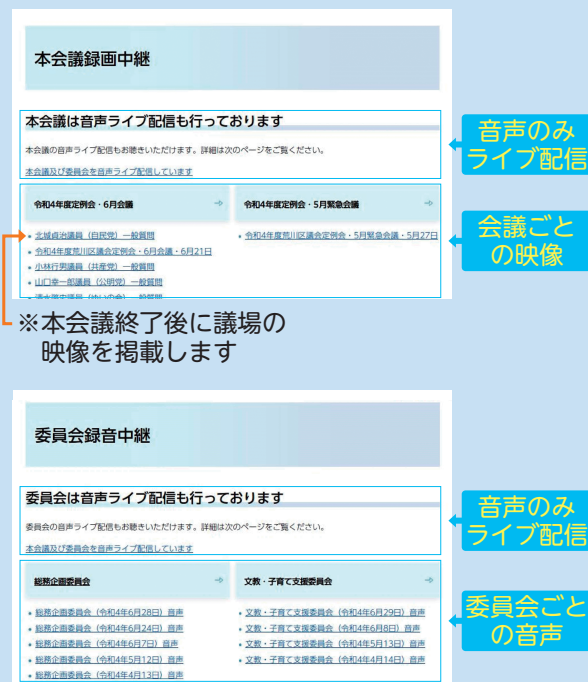 本会議録画中継
本会議は音声ライブ配信も行っております
本会議の音声ライブ配信もお聴きいただけます。詳細は次のページをご覧ください。
本会議及び委員会を音声ライブ配信しています
音声のみ
ライブ配信
令和4年度定例会・6月会議
北城貞治議員（自民党）一般質問
令和4年度荒川区議会定例会・6月会議・6月21日
小林行男議員（共産党）一般質問
山口幸一郎議員（公明党）一般質問
令和4年度定例会・5月緊急会議
令和4年度荒川区議会定例会・5月緊急会議・5月27日
会議ごと
の映像
※本会議終了後に議場の
映像を掲載します
委員会録音中継
委員会は音声ライブ配信も行っております
委員会の音声ライブ配信もお聴きいただけます。詳細は次のページをご覧ください。
本会議及び委員会を音声ライブ配信しています
音声のみ
ライブ配信
総務企画委員会
総務企画委員会（令和4年6月28日）音声
総務企画委員会（令和4年6月24日）音声
総務企画委員会（令和4年6月7日）音声
総務企画委員会（令和4年5月12日）音声
総務企画委員会（令和4年4月13日）音声
文教・子育て支援委員会
文教・子育て支援委員会（令和4年6月29日）音声
文教・子育て支援委員会（令和4年6月8日）音声
文教・子育て支援委員会（令和4年5月13日）音声
文教・子育て支援委員会（令和4年4月14日）音声
委員会ごと
の音声